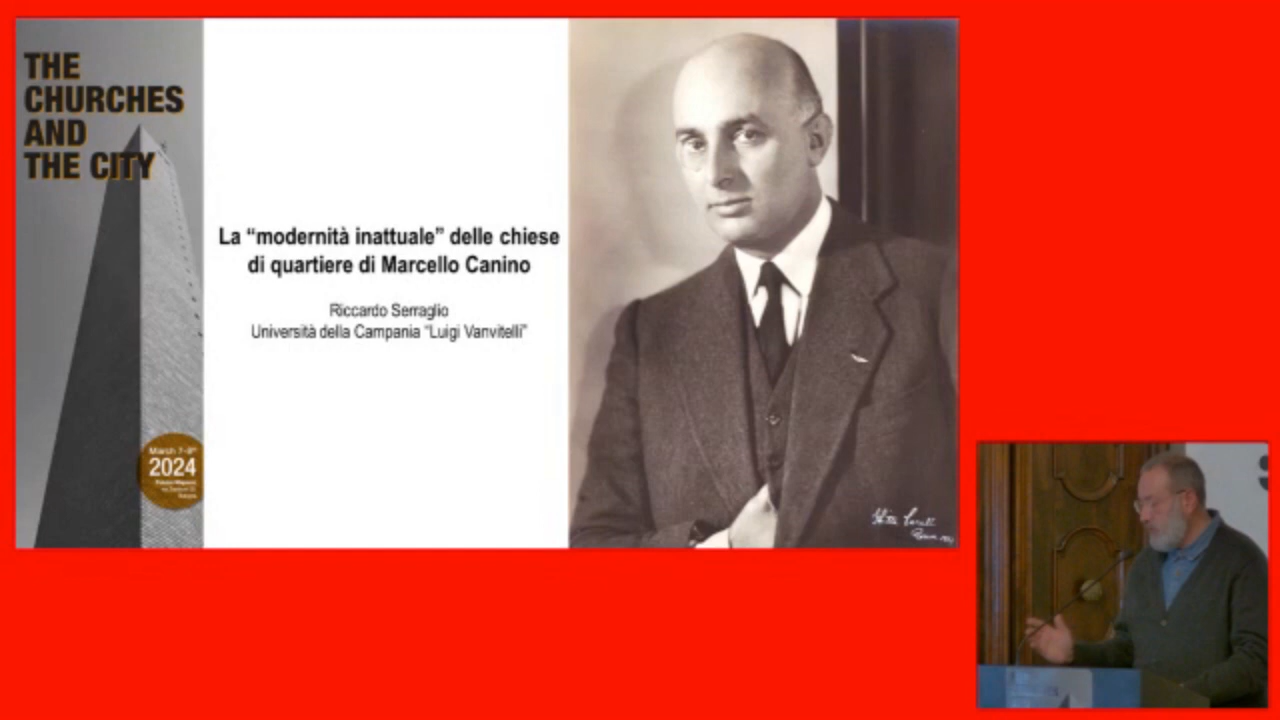 THE
CHURCHES
AND
THE CITY
La “modernità inattuale” delle chiese
di quartiere di Marcello Canino
Riccardo Serraglio
Università della Campania “Luigi Vanvitelli”
March 7-8th
2024